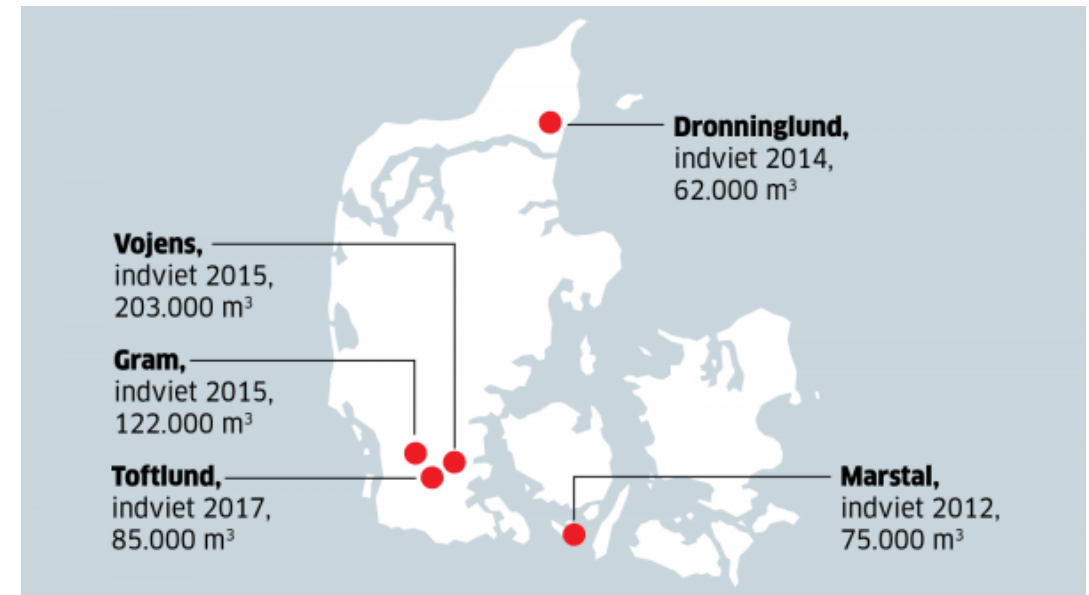 Dronninglund,
indviet 2014,
62.000 m³
Vojens,
indviet 2015,
203.000 m³
Gram,
indviet 2015,
122.000 m³
Toftlund,
indviet 2017,
85.000 m³
Marstal,
indviet 2012,
75.000 m³